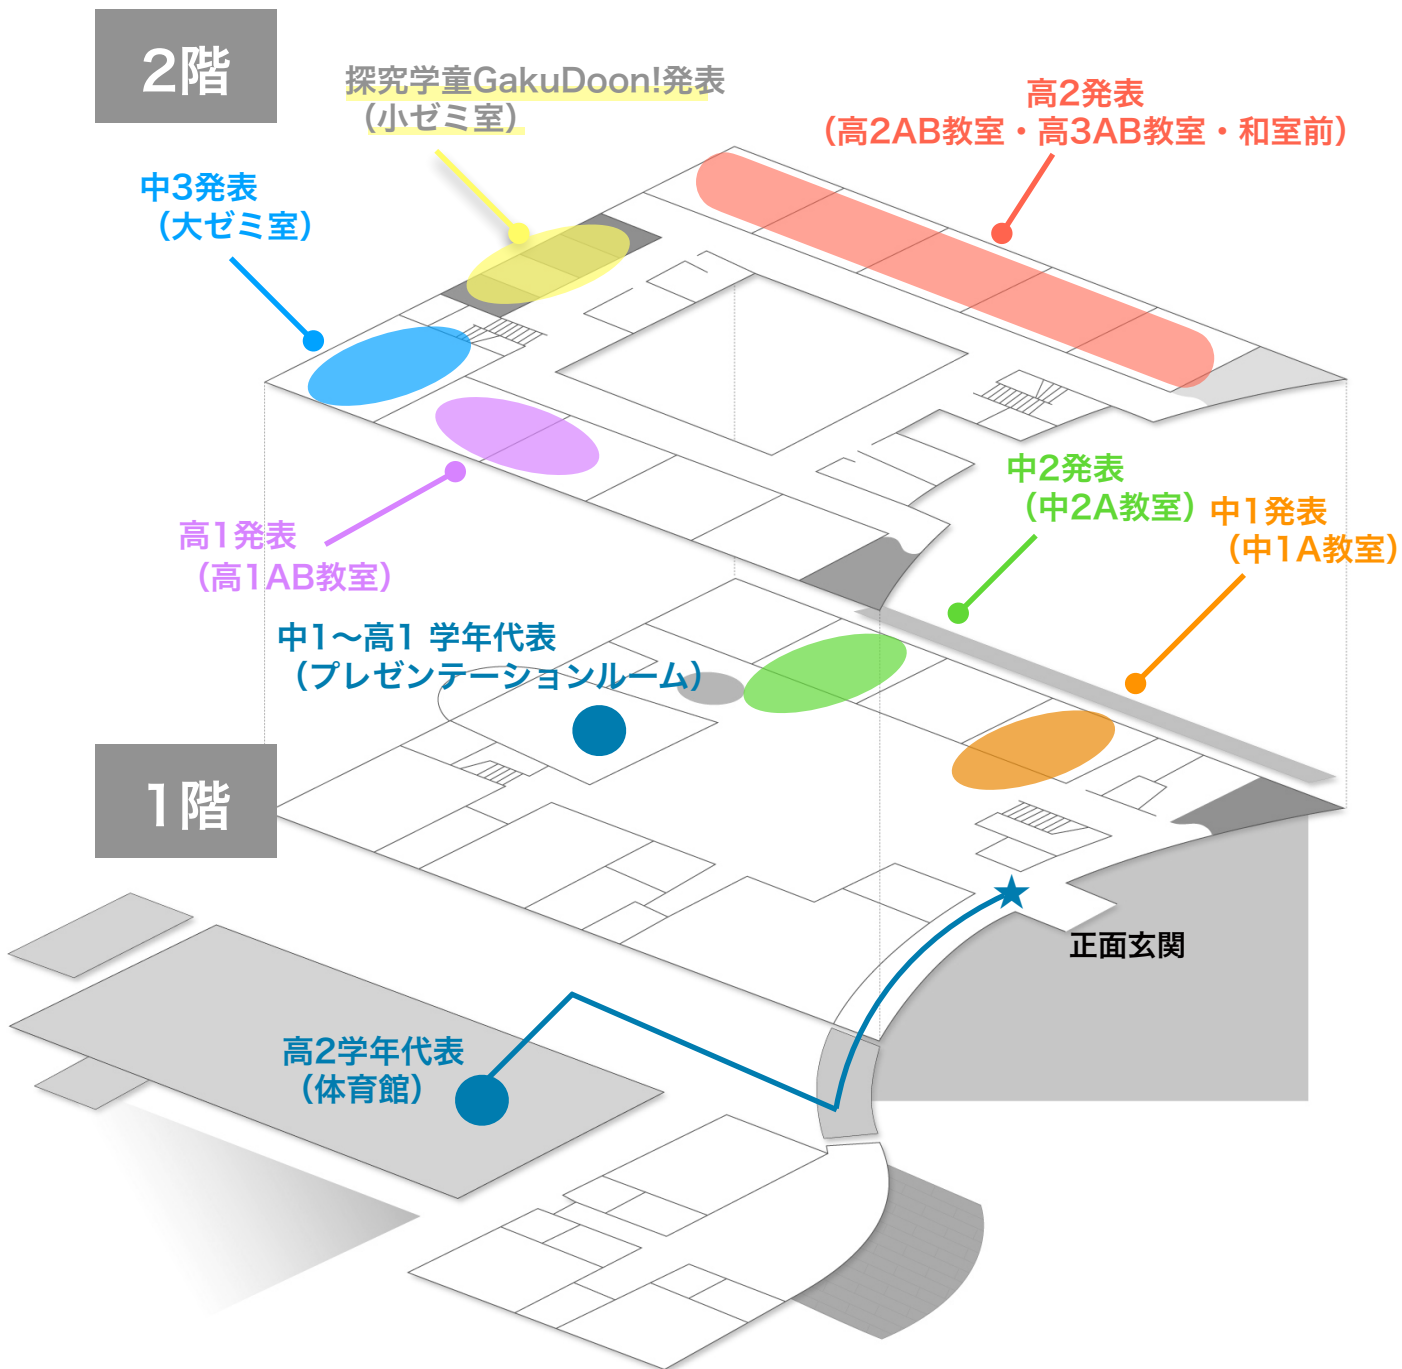 2階
探究学童GakuDoon!発表
（小ゼミ室）
高2発表
（高2AB教室・高3AB教室・和室前）
中3発表
（大ゼミ室）
高1発表
（高1AB教室）
中2発表
（中2A教室）
中1発表
（中1A教室）
中1〜高1 学年代表
（プレゼンテーションルーム）
1階
正面玄関
高2学年代表
（体育館）